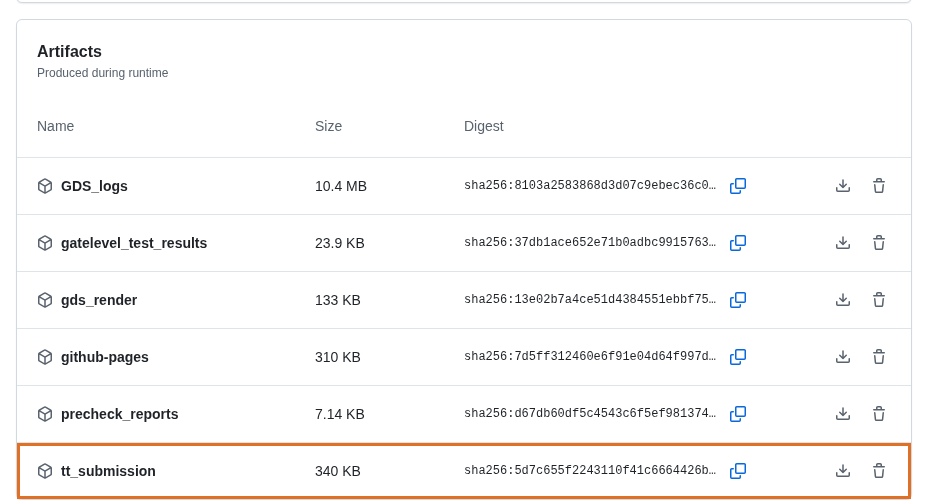 Artifacts
Produced during runtime
Name Size Digest
GDS_logs 10.4 MB sha256:8103a2583868d3d07c9ebec36c0…
gatelevel_test_results 23.9 KB sha256:37db1ace652e71b0adbc9915763…
gds_render 133 KB sha256:13e02b7a4ce51d4384551ebbf75…
github-pages 310 KB sha256:7d5ff312460e6f91e04d64f997d…
precheck_reports 7.14 KB sha256:d67db60df5c4543c6f5ef981374…
tt_submission 340 KB sha256:5d7c655f2243110f41c6664426b…